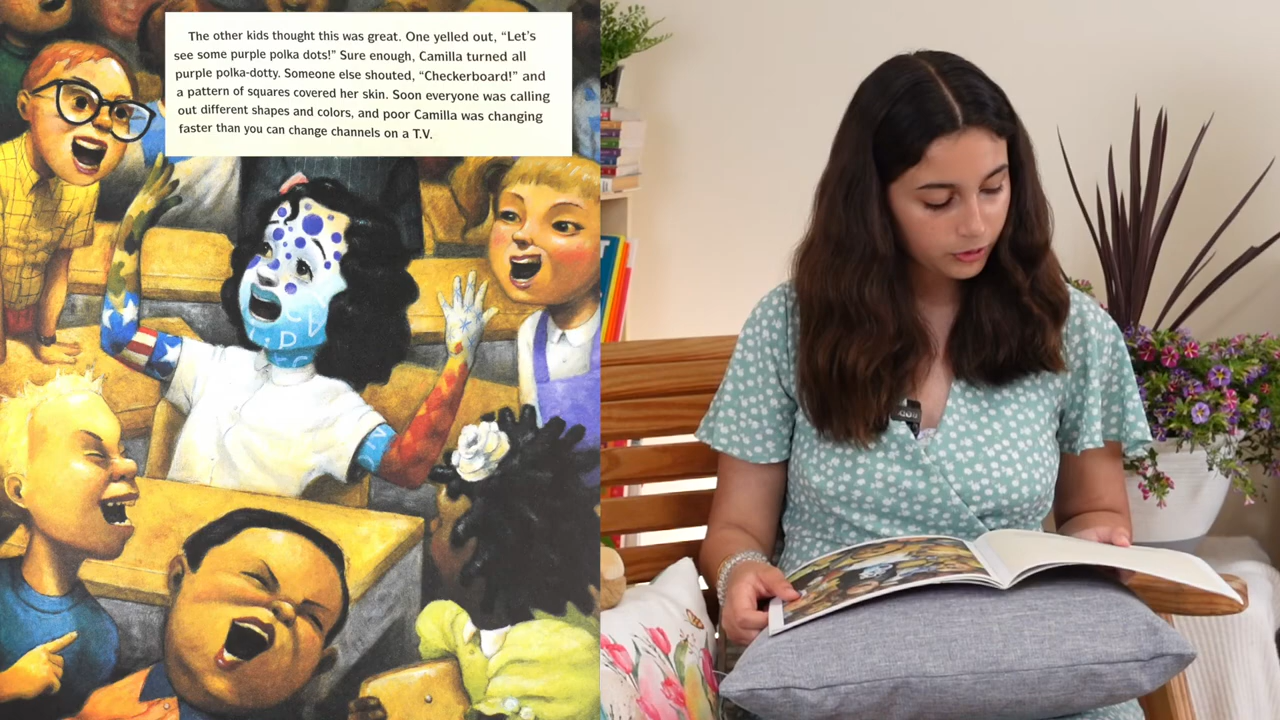 The other kids thought this was great. One yelled out, “Let’s
see some purple polka dots!” Sure enough, Camilla turned all
purple polka-dotty. Someone else shouted, “Checkerboard!” and
a pattern of squares covered her skin. Soon everyone was calling
out different shapes and colors, and poor Camilla was changing
faster than you can change channels on a T.V.